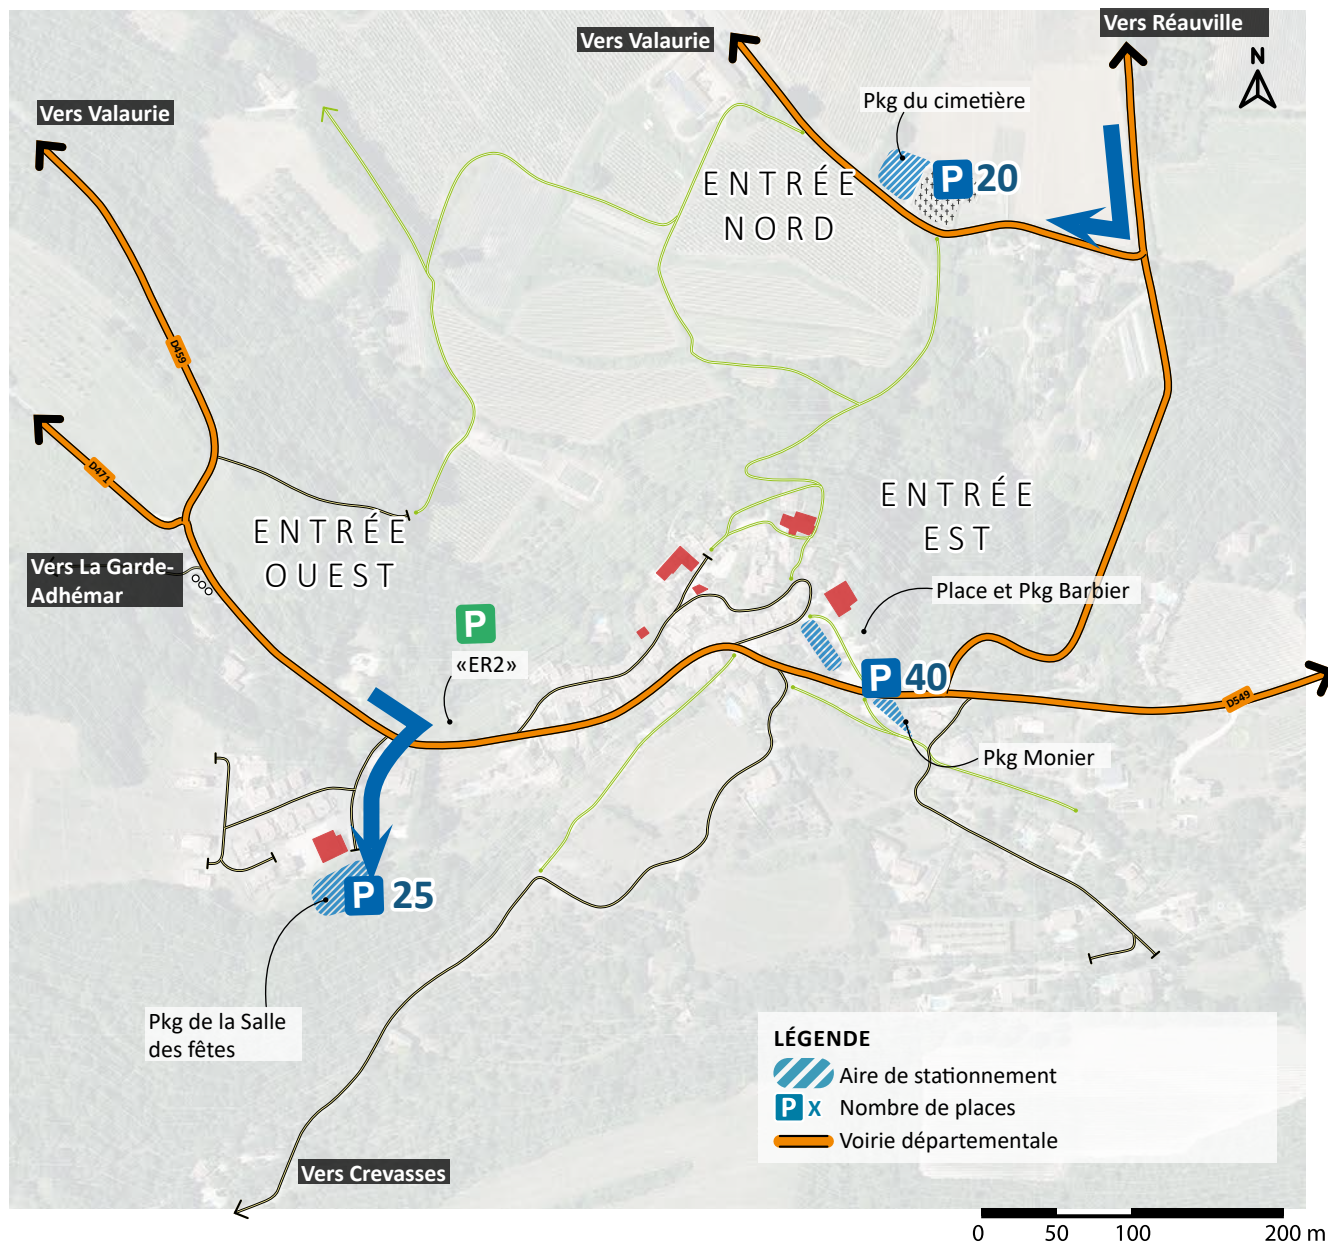 Vers Réauville
Vers Valaurie
N
Pkg du cimetière
Vers Valaurie
P 20
ENTRÉE
NORD
D459
D471
ENTRÉE
EST
ENTRÉE
OUEST
Vers La Garde-
Adhémar
Place et Pkg Barbier
P
«ER2»
P 40
D549
Pkg Monier
P 25
Pkg de la Salle
des fêtes
LÉGENDE
Aire de stationnement
P X Nombre de places
Voirie départementale
Vers Crevasses
0 50 100 200 m